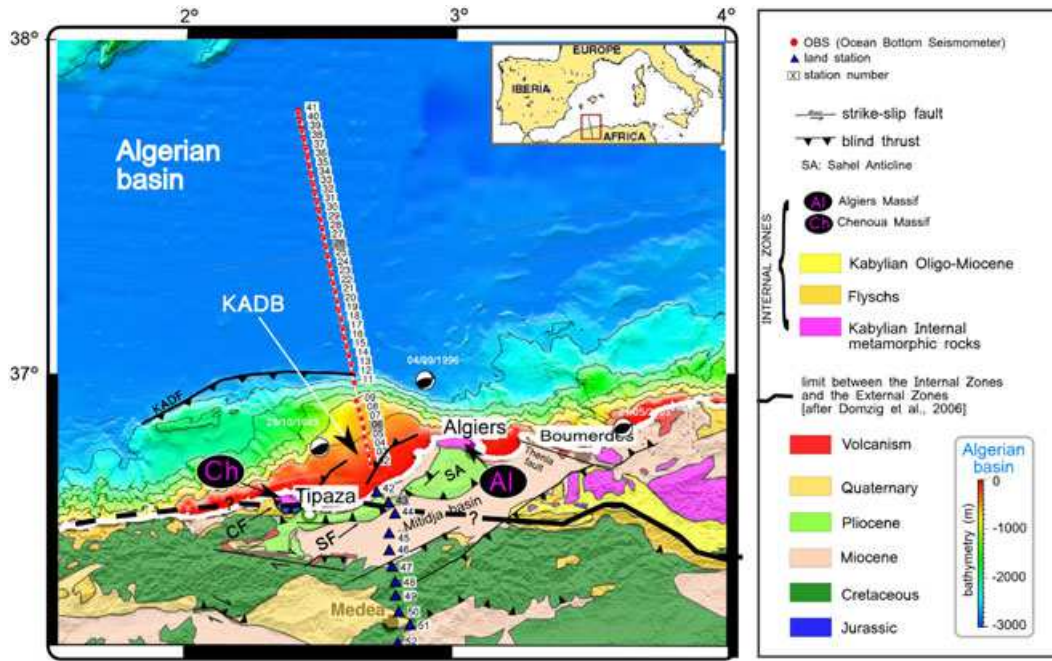 2°
3°
4°
38°
37°
Algerian
basin
EUROPE
IBERIA
AFRICA
41
40
39
38
37
36
35
34
33
32
31
30
29
28
27
24
23
22
21
20
19
18
17
16
15
14
13
12
11
09
08
07
KADB
04/09/1996
KADF
Algiers
Boumerdes
Thenia
fault
Ch
Tipaza
SA
Al
?
CF
SF
Mitidja basin
?
42
44
45
46
47
48
49
50
51
52
Medea
OBS (Ocean Bottom Seismometer)
land station
station number
strike-slip fault
blind thrust
SA: Sahel Anticline
INTERNAL ZONES
Al Algiers Massif
Ch Chenoua Massif
Kabylian Oligo-Miocene
Flyschs
Kabylian Internal
metamorphic rocks
limit between the Internal Zones
and the External Zones
[after Domzig et al., 2006]
Volcanism
Quaternary
Pliocene
Miocene
Cretaceous
Jurassic
Algerian
basin
bathymetry (m)
0
-1000
-2000
-3000